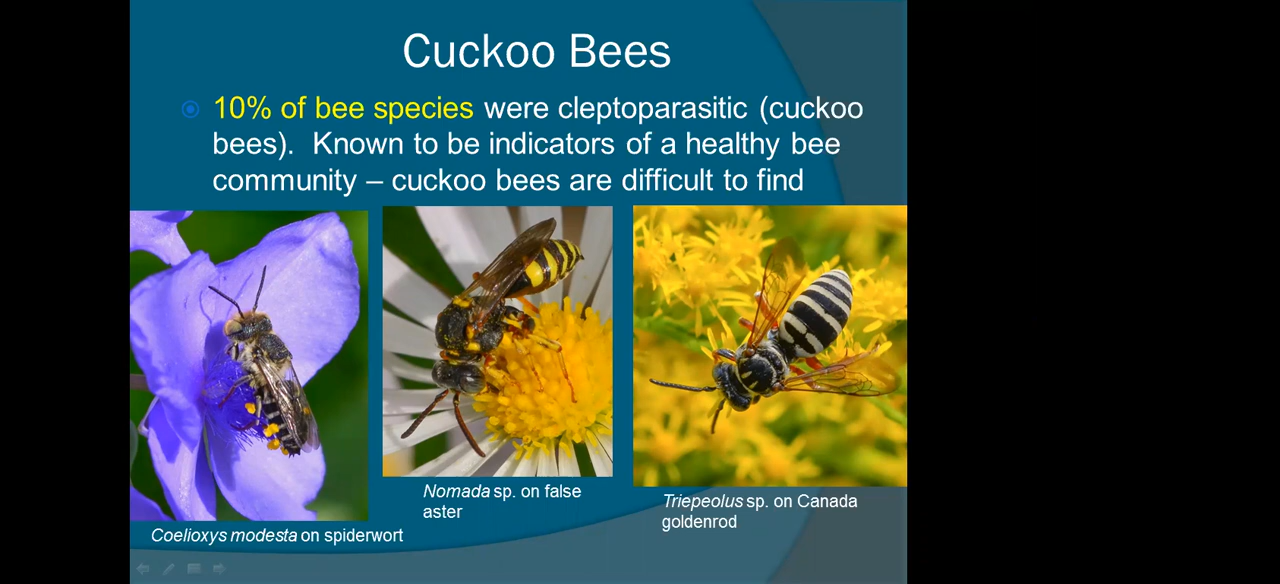 Cuckoo Bees
10% of bee species were cleptoparasitic (cuckoo
bees).  Known to be indicators of a healthy bee
community – cuckoo bees are difficult to find
Nomada sp. on false
aster
Triepeolus sp. on Canada
goldenrod
Coelioxys modesta on spiderwort